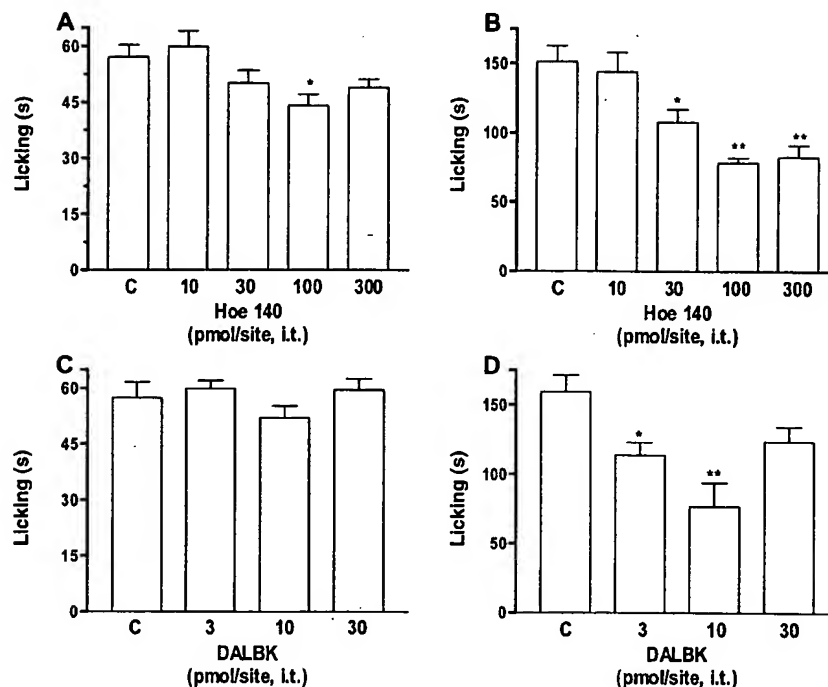 A
Licking (s)
60
45
30
15
0
*
C 10 30 100 300
Hoe 140
(pmol/site, i.t.)
B
Licking (s)
150
100
50
0
* ** **
C 10 30 100 300
Hoe 140
(pmol/site, i.t.)
C
Licking (s)
60
45
30
15
0
C 3 10 30
DALBK
(pmol/site, i.t.)
D
Licking (s)
150
100
50
0
* **
C 3 10 30
DALBK
(pmol/site, i.t.)